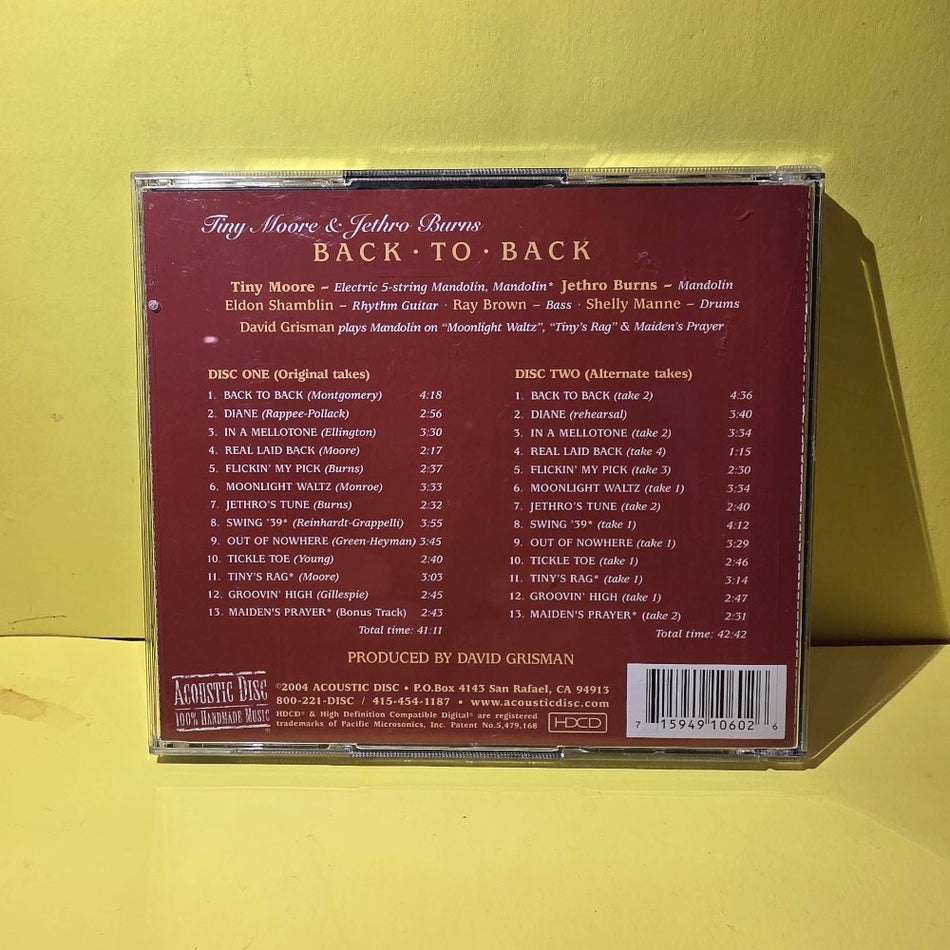 Tiny Moore & Jethro Burns
BACK · TO · BACK
Tiny Moore ~ Electric 5-string Mandolin, Mandolin* Jethro Burns ~ Mandolin
Eldon Shamblin ~ Rhythm Guitar · Ray Brown ~ Bass · Shelly Manne ~ Drums
David Grisman plays Mandolin on "Moonlight Waltz", "Tiny's Rag" & Maiden's Prayer
DISC ONE (Original takes)
1. BACK TO BACK (Montgomery) 4:18
2. DIANE (Rappee-Pollack) 2:56
3. IN A MELLOTONE (Ellington) 3:30
4. REAL LAID BACK (Moore) 2:17
5. FLICKIN' MY PICK (Burns) 2:37
6. MOONLIGHT WALTZ (Monroe) 3:33
7. JETHRO'S TUNE (Burns) 2:32
8. SWING '39* (Reinhardt-Grappelli) 3:55
9. OUT OF NOWHERE (Green-Heyman) 3:45
10. TICKLE TOE (Young) 2:40
11. TINY'S RAG* (Moore) 3:03
12. GROOVIN' HIGH (Gillespie) 2:45
13. MAIDEN'S PRAYER* (Bonus Track) 2:43
Total time: 41:11
DISC TWO (Alternate takes)
1. BACK TO BACK (take 2) 4:36
2. DIANE (rehearsal) 3:40
3. IN A MELLOTONE (take 2) 3:34
4. REAL LAID BACK (take 4) 1:15
5. FLICKIN' MY PICK (take 3) 2:30
6. MOONLIGHT WALTZ (take 1) 3:34
7. JETHRO'S TUNE (take 2) 2:40
8. SWING '39* (take 1) 4:12
9. OUT OF NOWHERE (take 1) 3:29
10. TICKLE TOE (take 1) 2:46
11. TINY'S RAG* (take 1) 3:14
12. GROOVIN' HIGH (take 1) 2:47
13. MAIDEN'S PRAYER* (take 2) 2:31
Total time: 42:42
PRODUCED BY DAVID GRISMAN
ACOUSTIC DISC
100% HANDMADE MUSIC
©2004 ACOUSTIC DISC • P.O.Box 4143 San Rafael, CA 94913
800-221-DISC / 415-454-1187 • www.acousticdisc.com
HDCD® & High Definition Compatible Digital® are registered
trademarks of Pacific Microsonics, Inc. Patent No.5,479,168
HDCD
7 15949 10602 6